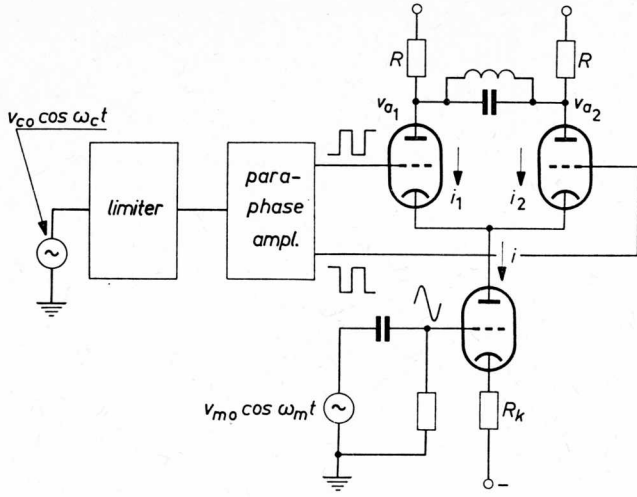 R
R
v_co cos ω_c t
v_a1
v_a2
limiter
para-
phase
ampl.
i_1
i_2
i
v_mo cos ω_m t
R_k
–